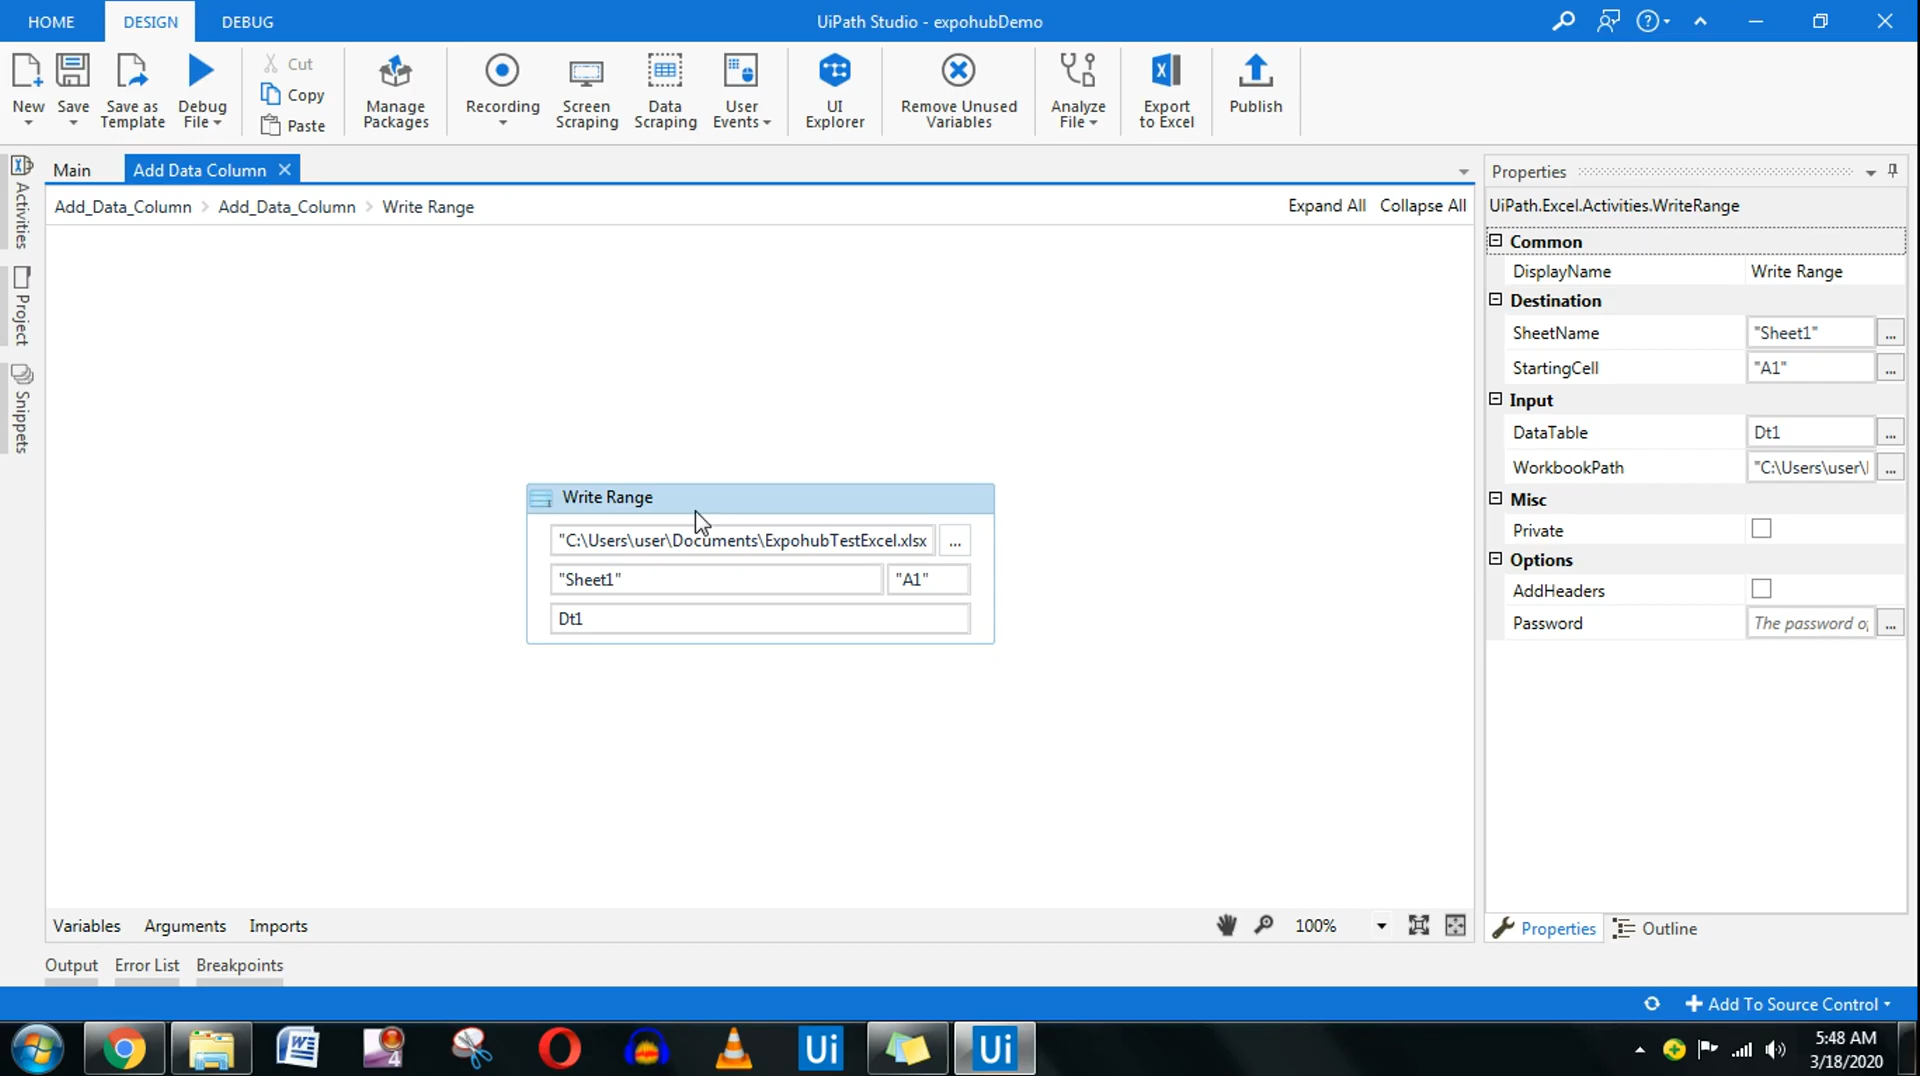 HOME DESIGN DEBUG UiPath Studio - expohubDemo
New Save Save as Template Debug File Cut Copy Paste Manage Packages Recording Screen Scraping Data Scraping User Events UI Explorer Remove Unused Variables Analyze File Export to Excel Publish
Activities
Project
Snippets
Main Add Data Column
Add_Data_Column > Add_Data_Column > Write Range Expand All Collapse All
Write Range
"C:\Users\user\Documents\ExpohubTestExcel.xlsx ...
"Sheet1" "A1"
Dt1
Properties
UiPath.Excel.Activities.WriteRange
Common
DisplayName Write Range
Destination
SheetName "Sheet1" ...
StartingCell "A1" ...
Input
DataTable Dt1 ...
WorkbookPath "C:\Users\user\ ...
Misc
Private
Options
AddHeaders
Password The password o ...
Variables Arguments Imports 100%
Properties Outline
Output Error List Breakpoints
Add To Source Control
W 4 Ui Ui
5:48 AM
3/18/2020